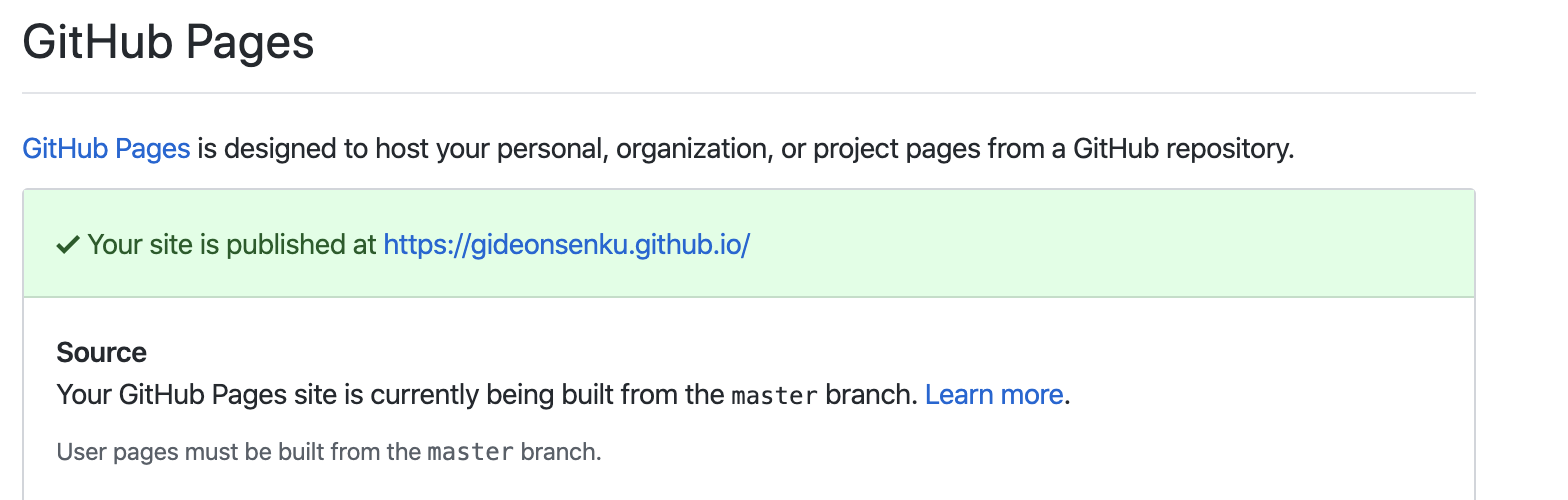 GitHub Pages
GitHub Pages is designed to host your personal, organization, or project pages from a GitHub repository.
✓ Your site is published at https://gideonsenku.github.io/
Source
Your GitHub Pages site is currently being built from the master branch. Learn more.
User pages must be built from the master branch.